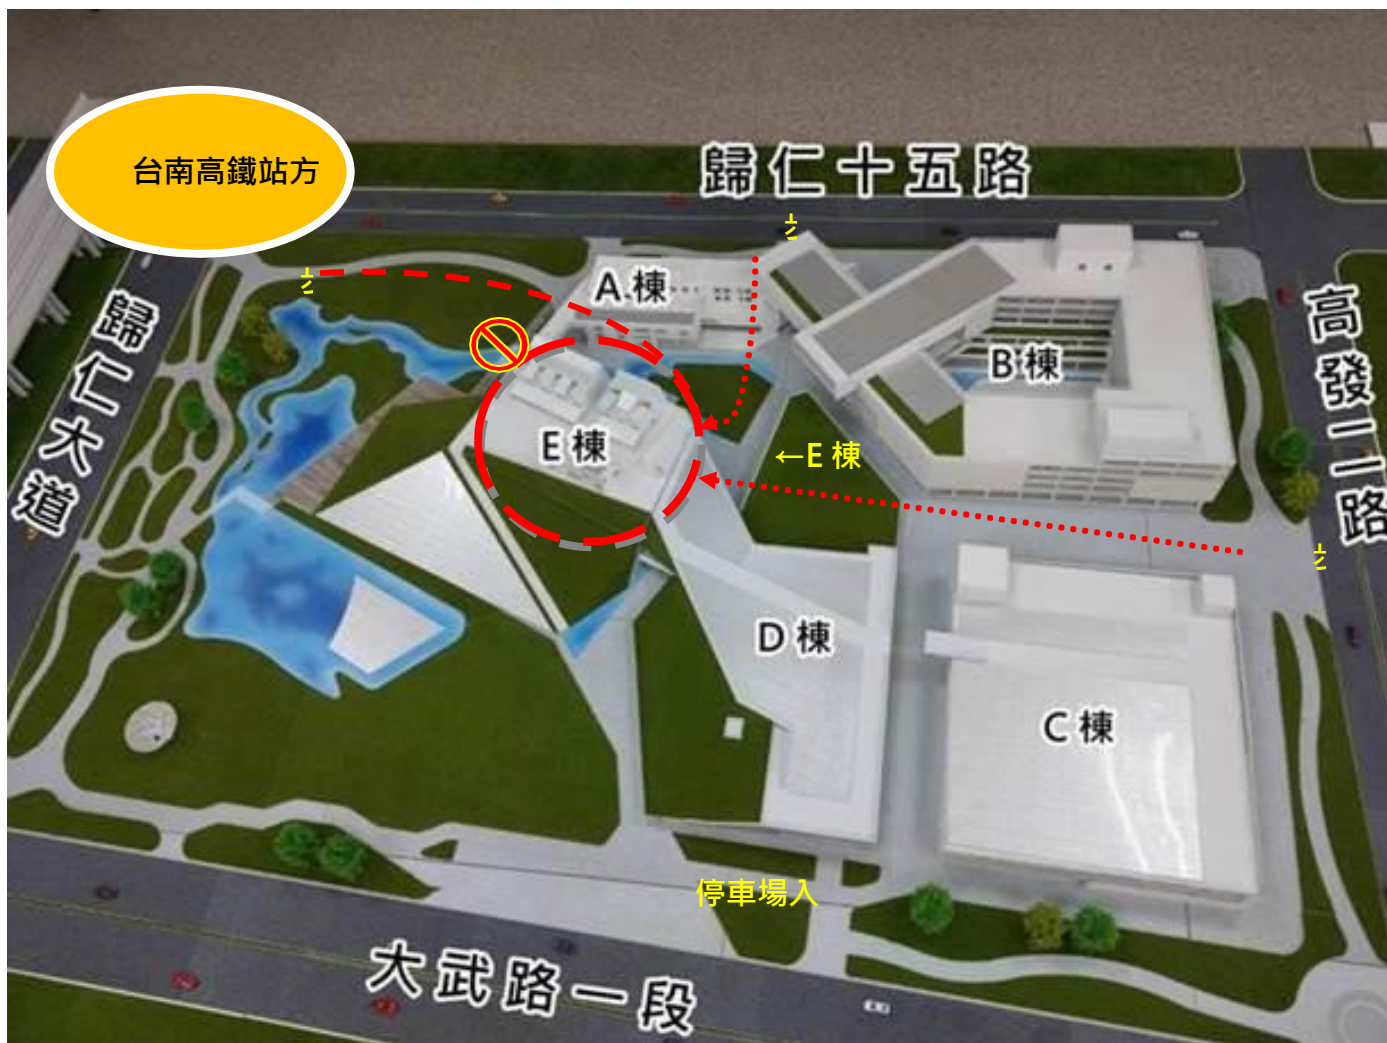 台南高鐵站方
歸仁十五路
A 棟
B 棟
歸仁大道
高發二路
E 棟
←E 棟
D 棟
C 棟
停車場入
大武路一段